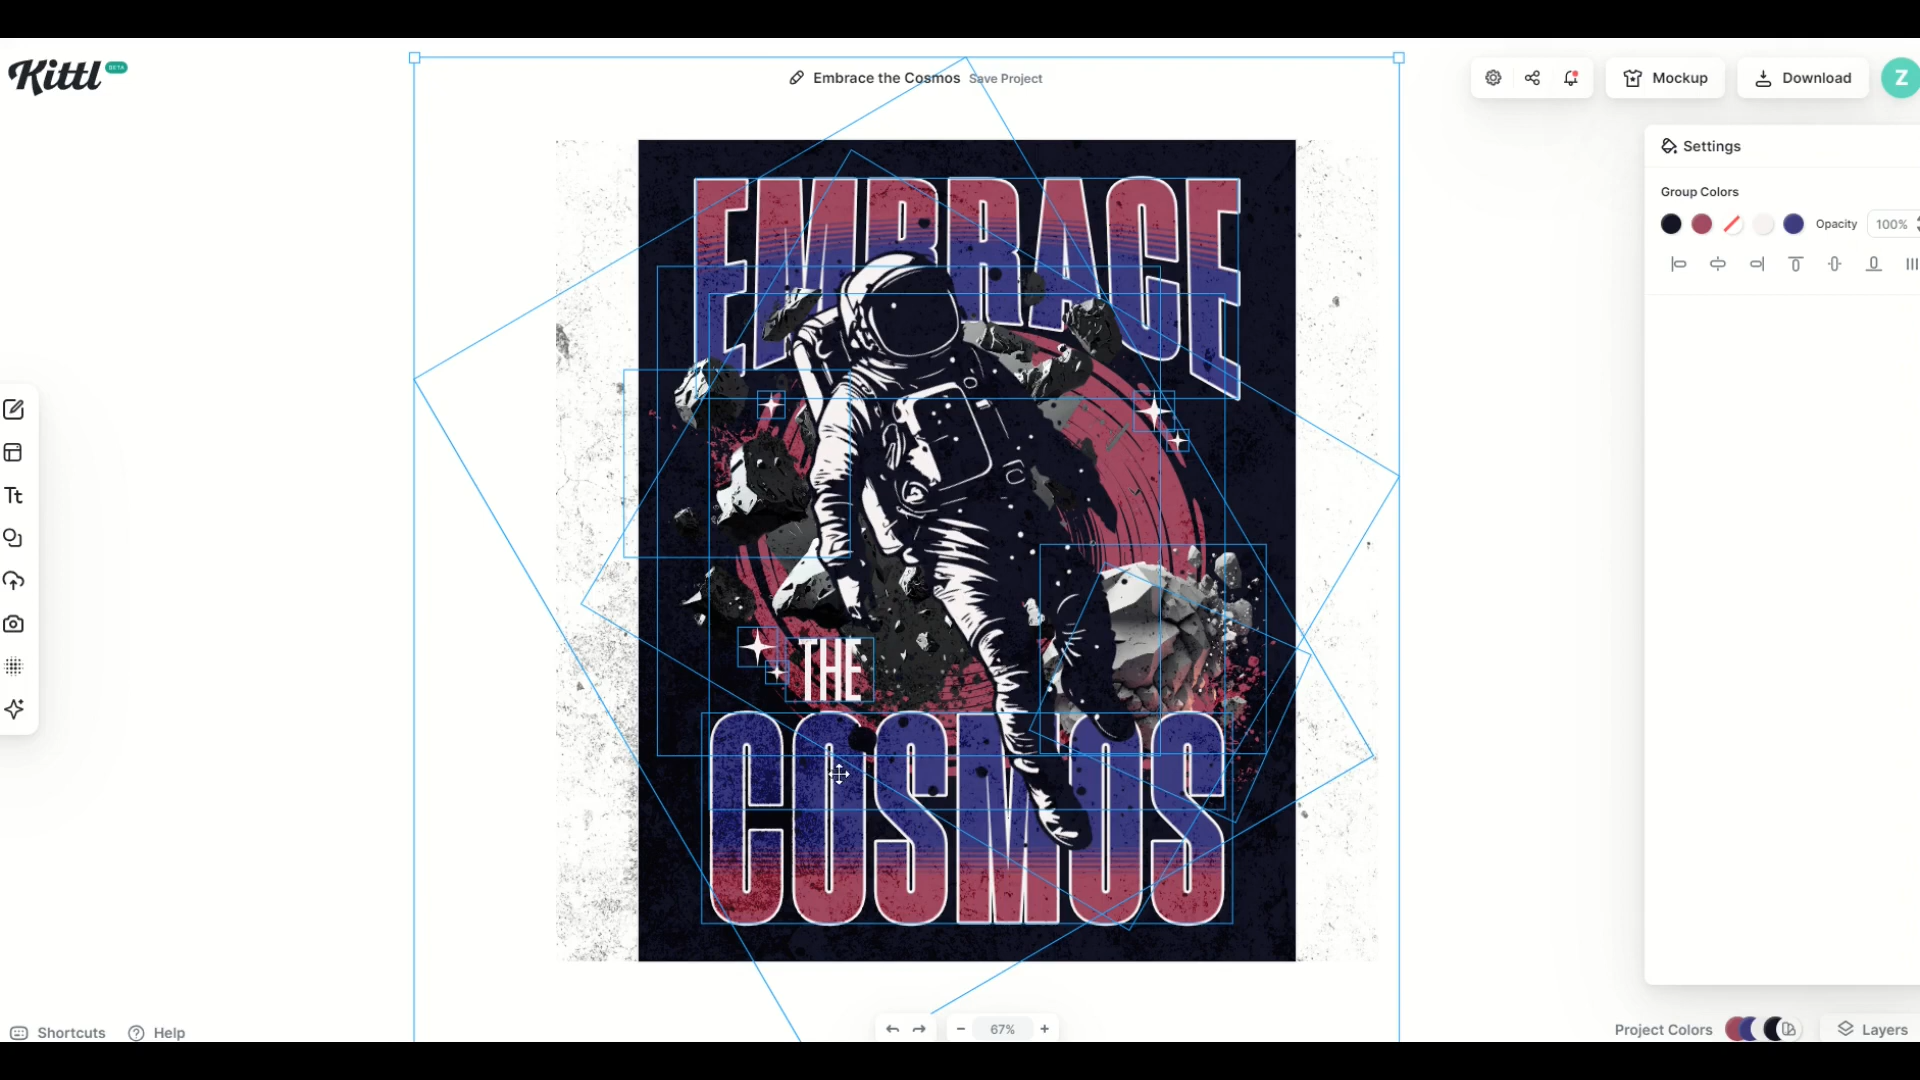 Kittl BETA
Embrace the Cosmos Save Project
Mockup
Download
Z
Settings
Group Colors
Opacity 100%
EMBRACE
THE
COSMOS
Tt
Shortcuts
Help
67%
Project Colors
Layers